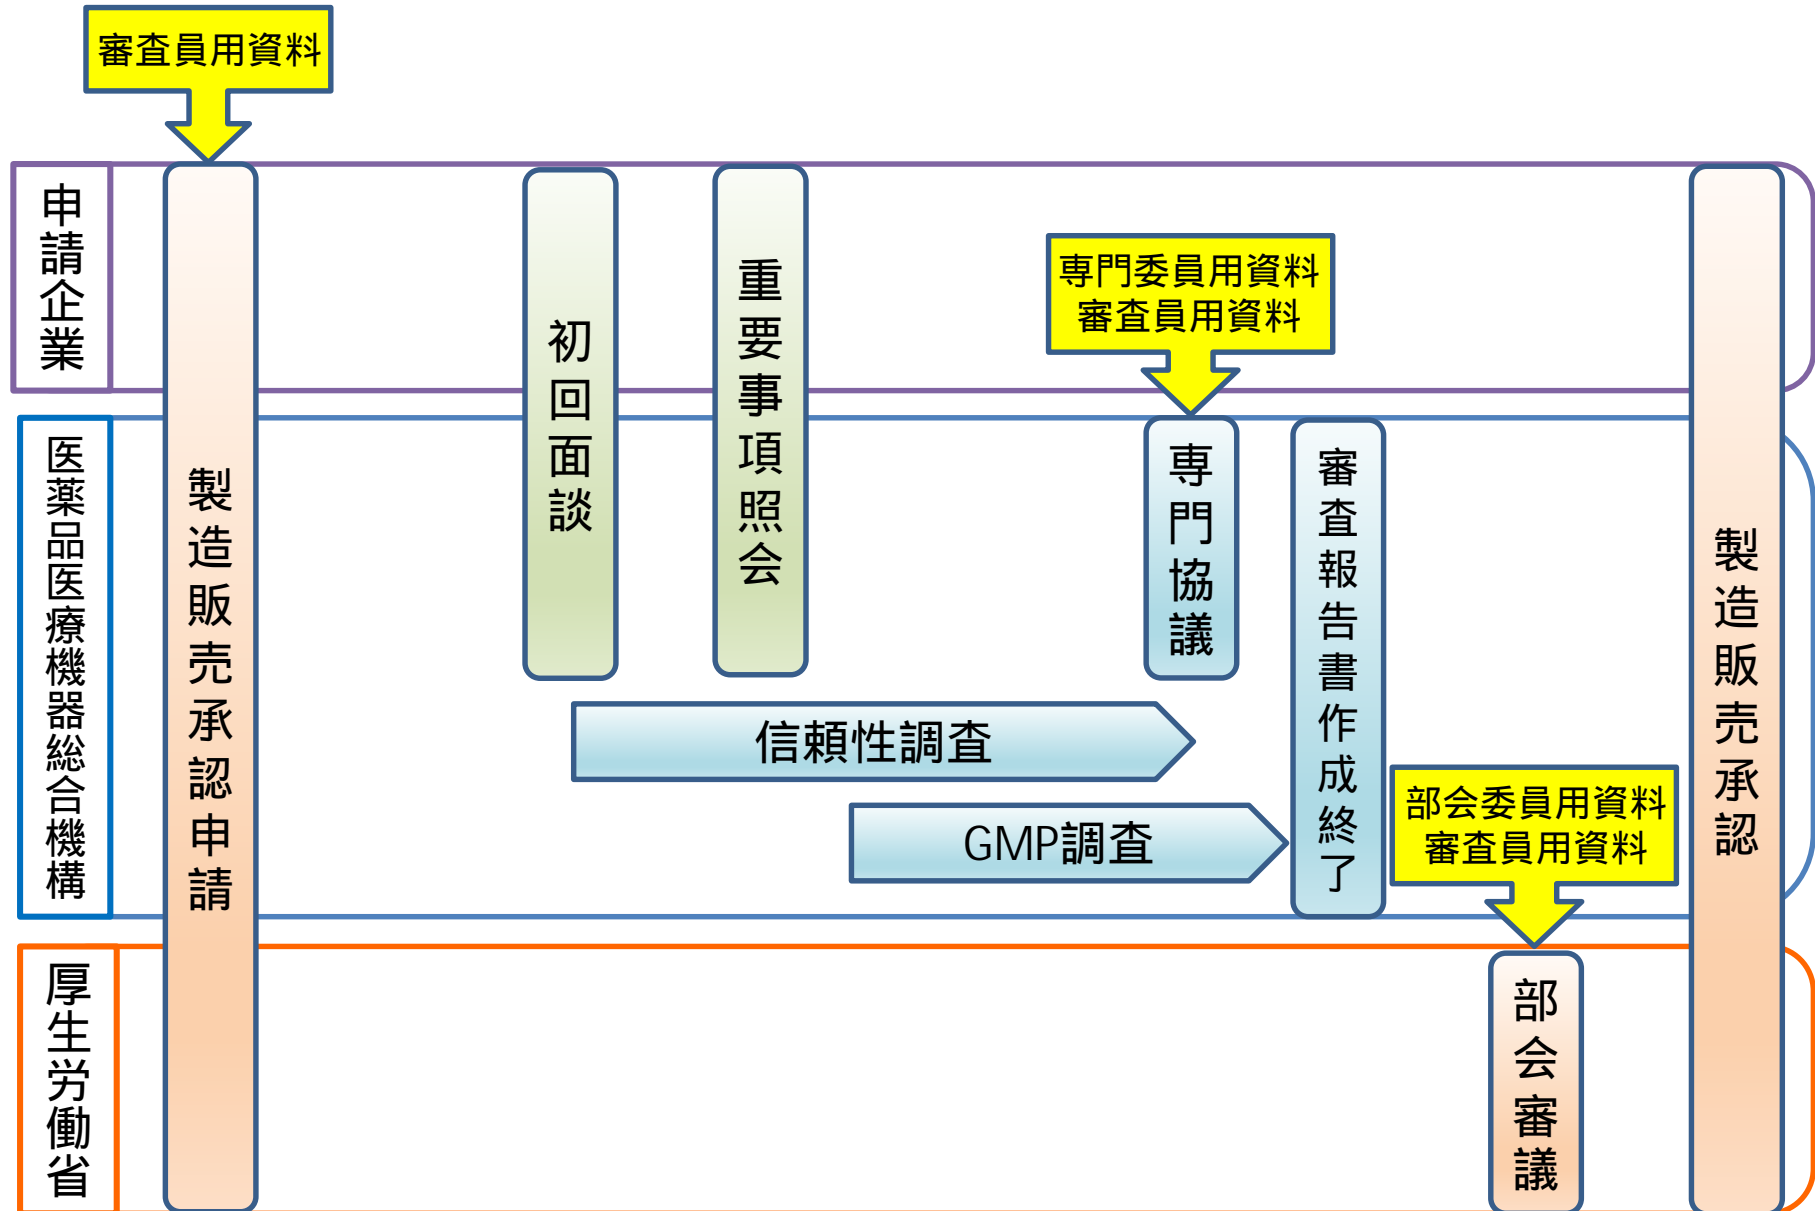 審査員用資料
申請企業
医薬品医療機器総合機構
厚生労働省
製造販売承認申請
初回面談
重要事項照会
専門委員用資料
審査員用資料
専門協議
審査報告書作成終了
信頼性調査
GMP調査
部会委員用資料
審査員用資料
部会審議
製造販売承認